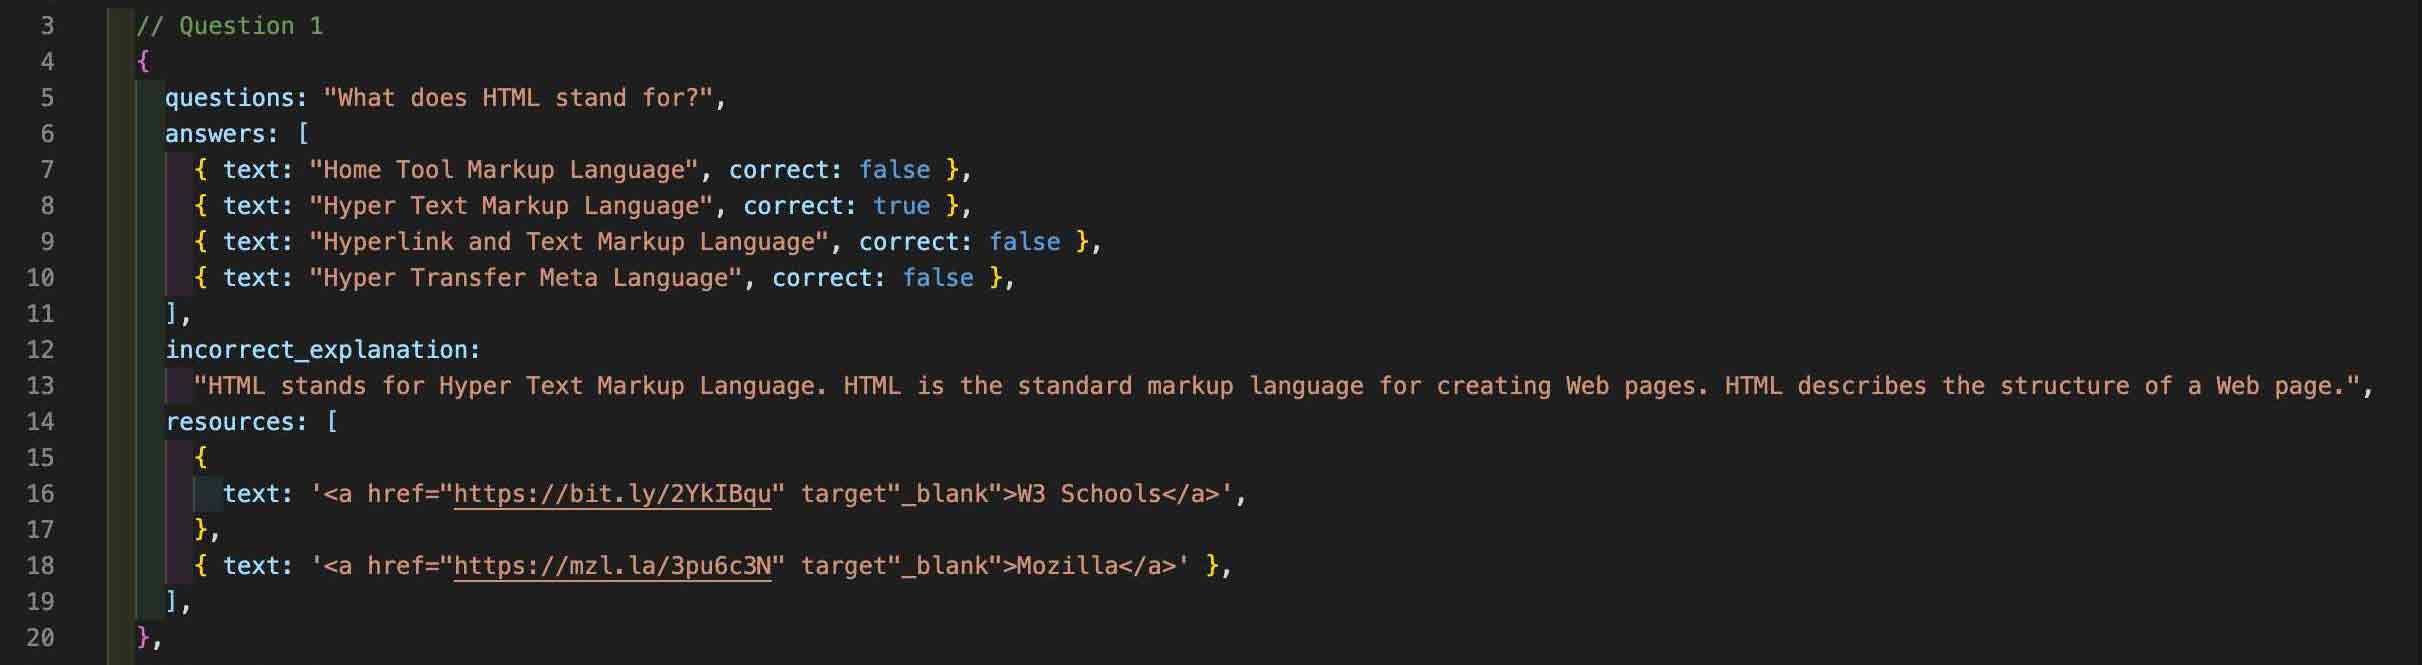 3 // Question 1
4 {
5 questions: "What does HTML stand for?",
6 answers: [
7 { text: "Home Tool Markup Language", correct: false },
8 { text: "Hyper Text Markup Language", correct: true },
9 { text: "Hyperlink and Text Markup Language", correct: false },
10 { text: "Hyper Transfer Meta Language", correct: false },
11 ],
12 incorrect_explanation:
13 "HTML stands for Hyper Text Markup Language. HTML is the standard markup language for creating Web pages. HTML describes the structure of a Web page.",
14 resources: [
15 {
16 text: '<a href="https://bit.ly/2YkIBqu" target"_blank">W3 Schools</a>',
17 },
18 { text: '<a href="https://mzl.la/3pu6c3N" target"_blank">Mozilla</a>' },
19 ],
20 },